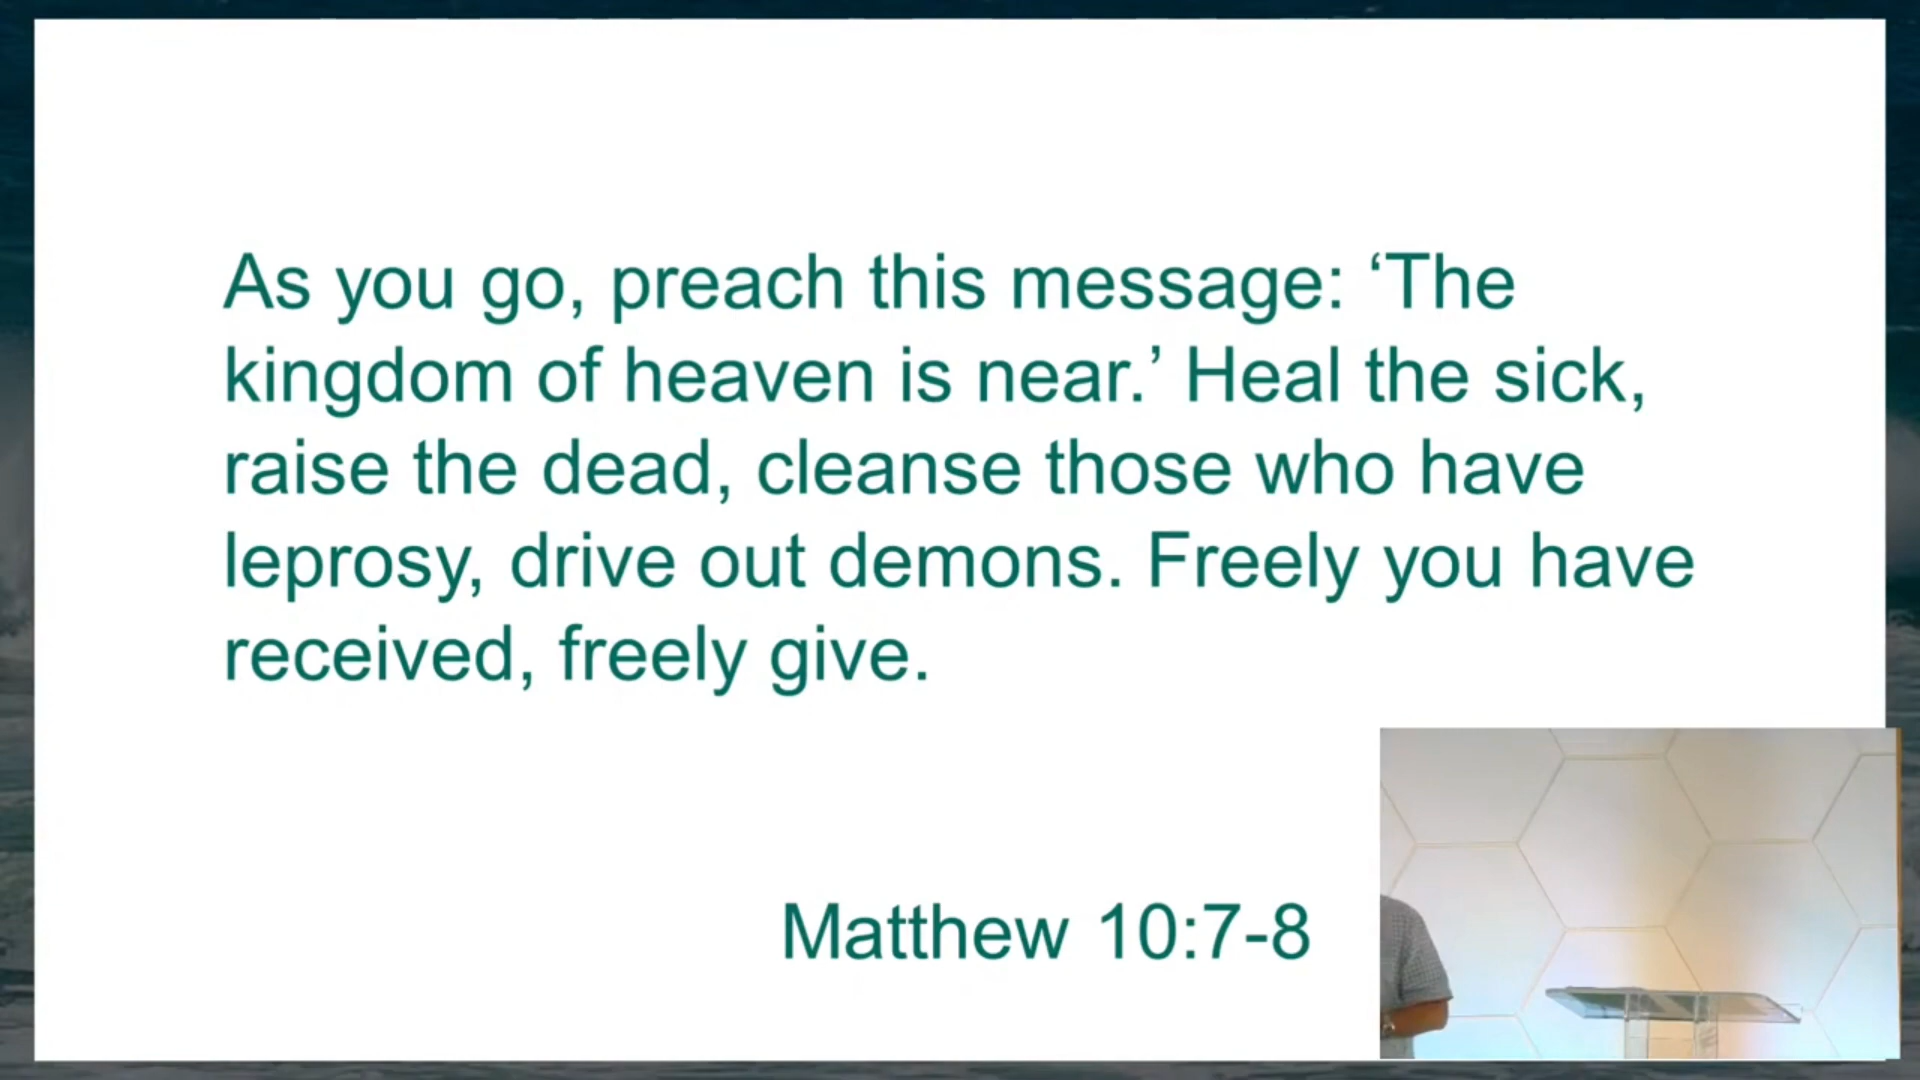 As you go, preach this message: ‘The
kingdom of heaven is near.’ Heal the sick,
raise the dead, cleanse those who have
leprosy, drive out demons. Freely you have
received, freely give.
Matthew 10:7-8